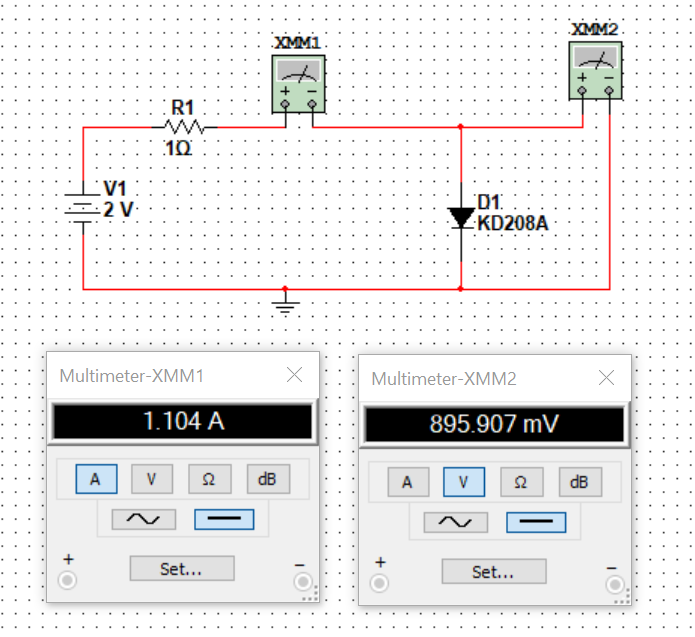 XMM1
XMM2
R1
1Ω
V1
2 V
D1
KD208A
Multimeter-XMM1
1.104 A
A V Ω dB
Set...
Multimeter-XMM2
895.907 mV
A V Ω dB
Set...